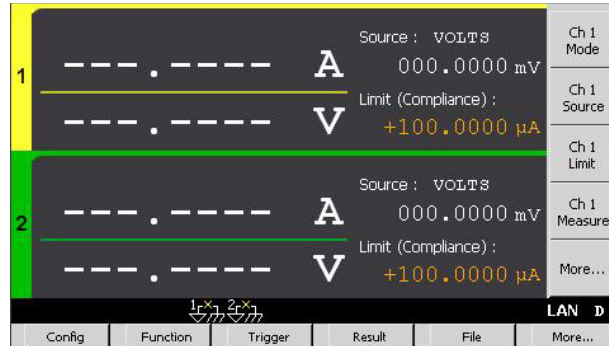 1
---.---- A
---.---- V
Source : VOLTS
000.0000 mV
Limit (Compliance) :
+100.0000 µA
2
---.---- A
---.---- V
Source : VOLTS
000.0000 mV
Limit (Compliance) :
+100.0000 µA
Ch 1
Mode
Ch 1
Source
Ch 1
Limit
Ch 1
Measure
More...
1 2
LAN D
Config Function Trigger Result File More...